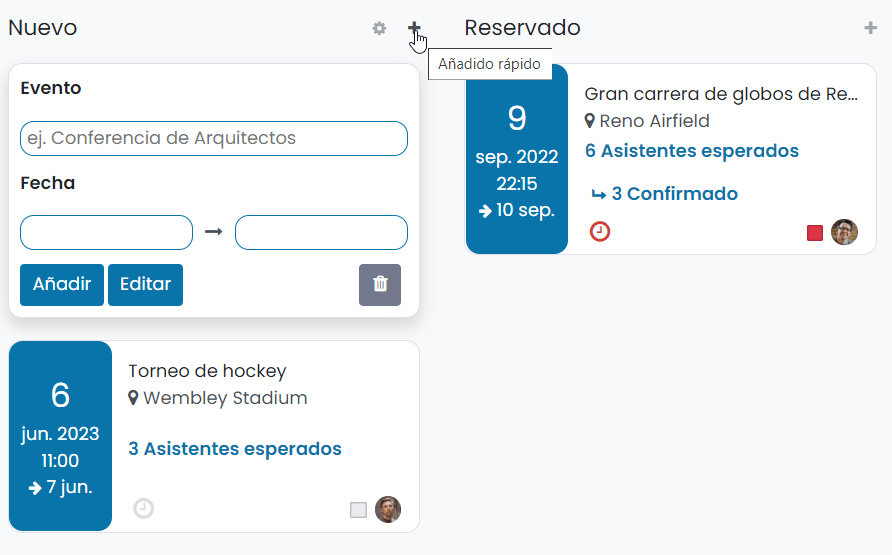 Nuevo
Reservado
Añadido rápido
Evento
ej. Conferencia de Arquitectos
Fecha
Añadir
Editar
6
jun. 2023
11:00
7 jun.
Torneo de hockey
Wembley Stadium
3 Asistentes esperados
9
sep. 2022
22:15
10 sep.
Gran carrera de globos de Re...
Reno Airfield
6 Asistentes esperados
3 Confirmado